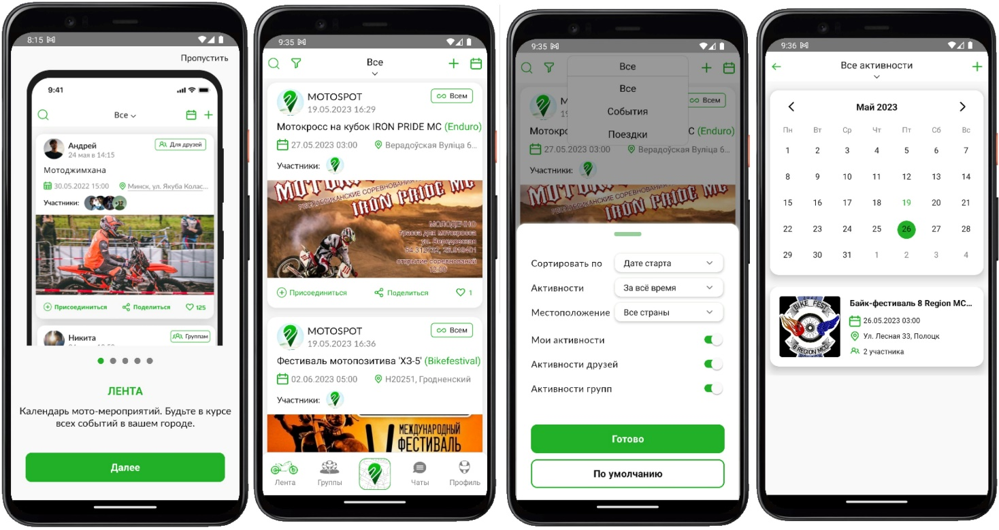 8:15
Пропустить
9:41
Все
Андрей
24 мая в 14:15
Для друзей
Мотоджимхана
30.05.2022 15:00
Минск, ул. Якуба Колас...
Участники:
+12
Присоединиться
Поделиться
125
Никита
Группам
ЛЕНТА
Календарь мото-мероприятий. Будьте в курсе
всех событий в вашем городе.
Далее
9:35
Все
MOTOSPOT
19.05.2023 16:29
Всем
Мотокросс на кубок IRON PRIDE MC (Enduro)
27.05.2023 03:00
Верадоўская Вуліца 6...
Участники:
РЕСПУБЛИКАНСКИЕ СОРЕВНОВАНИЯ
IRON PRIDE MC
МОЛОДЕЧНО
трасса для мотокросса
ул. Верадовская
открытие соревнований
12:00
Присоединиться
Поделиться
1
MOTOSPOT
19.05.2023 16:36
Всем
Фестиваль мотопозитива 'ХЗ-5' (Bikefestival)
02.06.2023 05:00
Н20251, Гродненский
Участники:
V МЕЖДУНАРОДНЫЙ
ФЕСТИВАЛЬ
Лента
Группы
Чаты
Профиль
9:35
Все
Все
События
Поездки
M
19
Всем
Мотокро
С (Enduro)
27.05.2023 03:00
Верадоўская Вуліца 6...
Участники:
РЕСПУБЛИКАНСКИЕ СОРЕВНОВАНИЯ
IRON PRIDE MC
Сортировать по
Дате старта
Активности
За всё время
Местоположение
Все страны
Мои активности
Активности друзей
Активности групп
Готово
По умолчанию
9:36
Все активности
Май 2023
Пн Вт Ср Чт Пт Сб Вс
1 2 3 4 5 6 7
8 9 10 11 12 13 14
15 16 17 18 19 20 21
22 23 24 25 26 27 28
29 30 31 1 2 3 4
2023
BIKE FEST
8 REGION MCC
Байк-фестиваль 8 Region MC...
26.05.2023 03:00
Ул. Лесная 33, Полоцк
2 участника